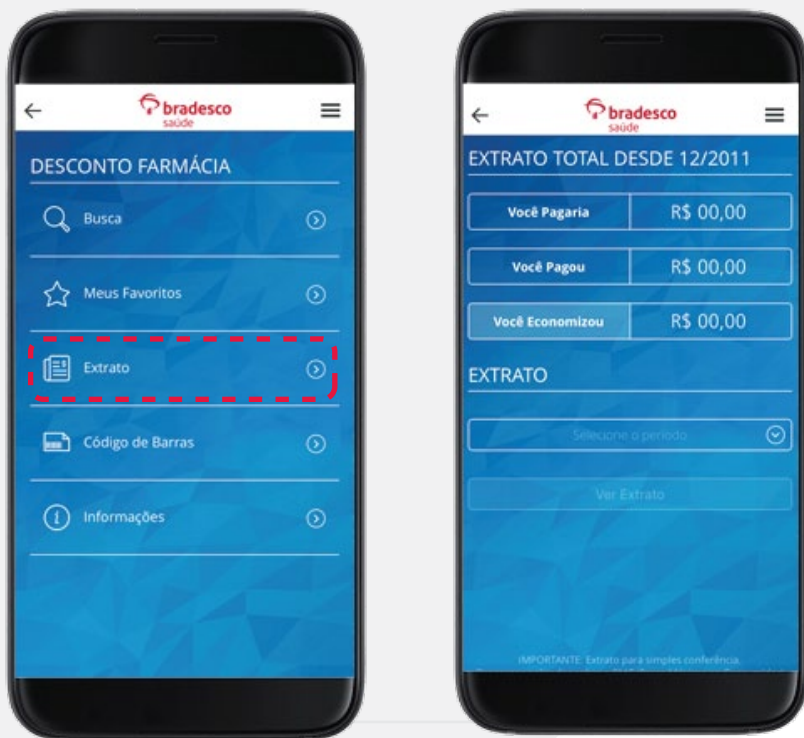 bradesco
saúde
DESCONTO FARMÁCIA
Busca
Meus Favoritos
Extrato
Código de Barras
Informações
bradesco
saúde
EXTRATO TOTAL DESDE 12/2011
Você Pagaria R$ 00,00
Você Pagou R$ 00,00
Você Economizou R$ 00,00
EXTRATO
Selecione o período
Ver Extrato
IMPORTANTE: Extrato para simples conferência.